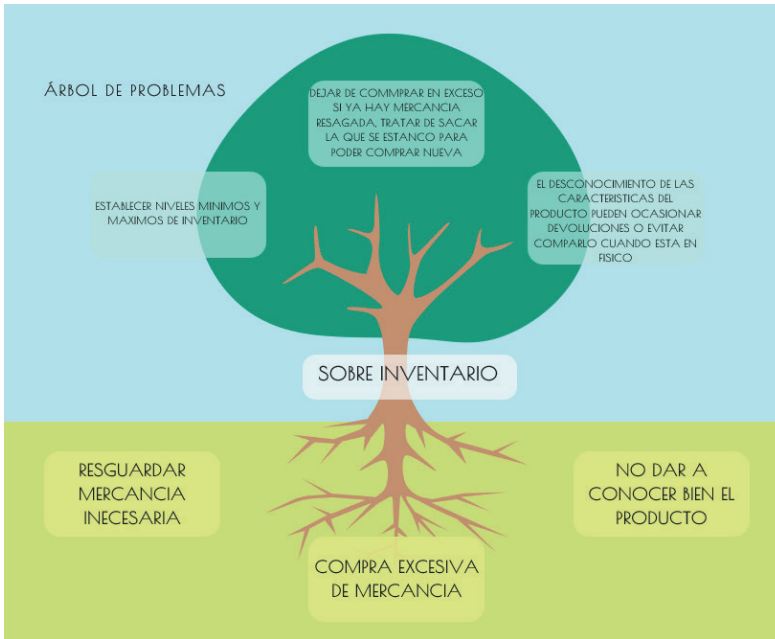 ÁRBOL DE PROBLEMAS
DEJAR DE COMMPRAR EN EXCESO
SI YA HAY MERCANCIA
RESAGADA, TRATAR DE SACAR
LA QUE SE ESTANCO PARA
PODER COMPRAR NUEVA
ESTABLECER NIVELES MINIMOS Y
MAXIMOS DE INVENTARIO
EL DESCONOCIMIENTO DE LAS
CARACTERISTICAS DEL
PRODUCTO PUEDEN OCASIONAR
DEVOLUCIONES O EVITAR
COMPARLO CUANDO ESTA EN
FISICO
SOBRE INVENTARIO
RESGUARDAR
MERCANCIA
INECESARIA
NO DAR A
CONOCER BIEN EL
PRODUCTO
COMPRA EXCESIVA
DE MERCANCIA